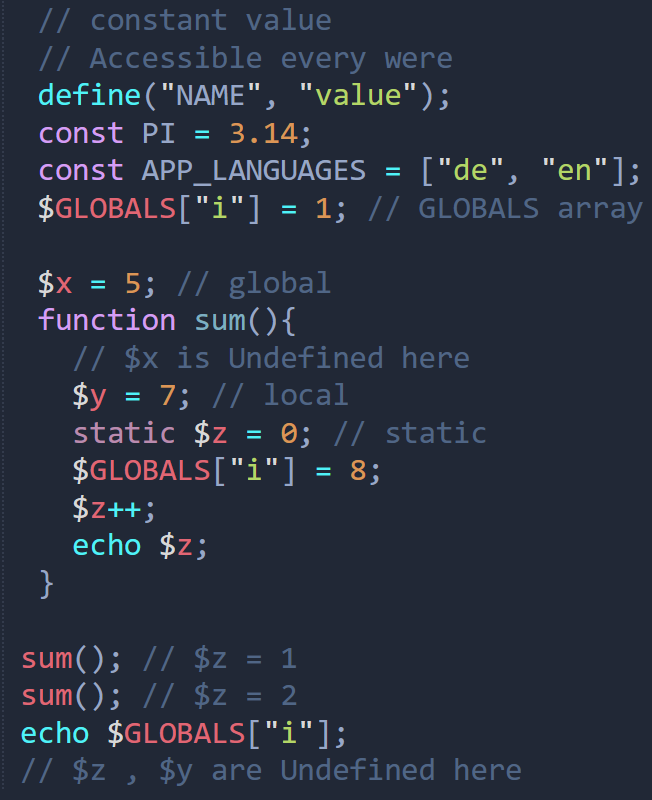 // constant value
// Accessible every were
define("NAME", "value");
const PI = 3.14;
const APP_LANGUAGES = ["de", "en"];
$GLOBALS["i"] = 1; // GLOBALS array
$x = 5; // global
function sum(){
// $x is Undefined here
$y = 7; // local
static $z = 0; // static
$GLOBALS["i"] = 8;
$z++;
echo $z;
}
sum(); // $z = 1
sum(); // $z = 2
echo $GLOBALS["i"];
// $z , $y are Undefined here